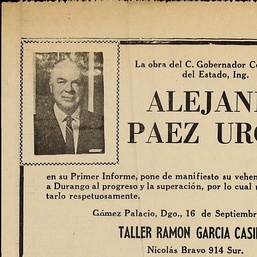 La obra del C. Gobernador Co
del Estado, Ing.
ALEJAN
PAEZ UR
en su Primer Informe, pone de manifiesto su vehem
a Durango al progreso y la superación, por lo cual n
tarlo respetuosamente.
Gómez Palacio, Dgo., 16 de Septiembr
TALLER RAMON GARCIA CASI
Nicolás Bravo 914 Sur.